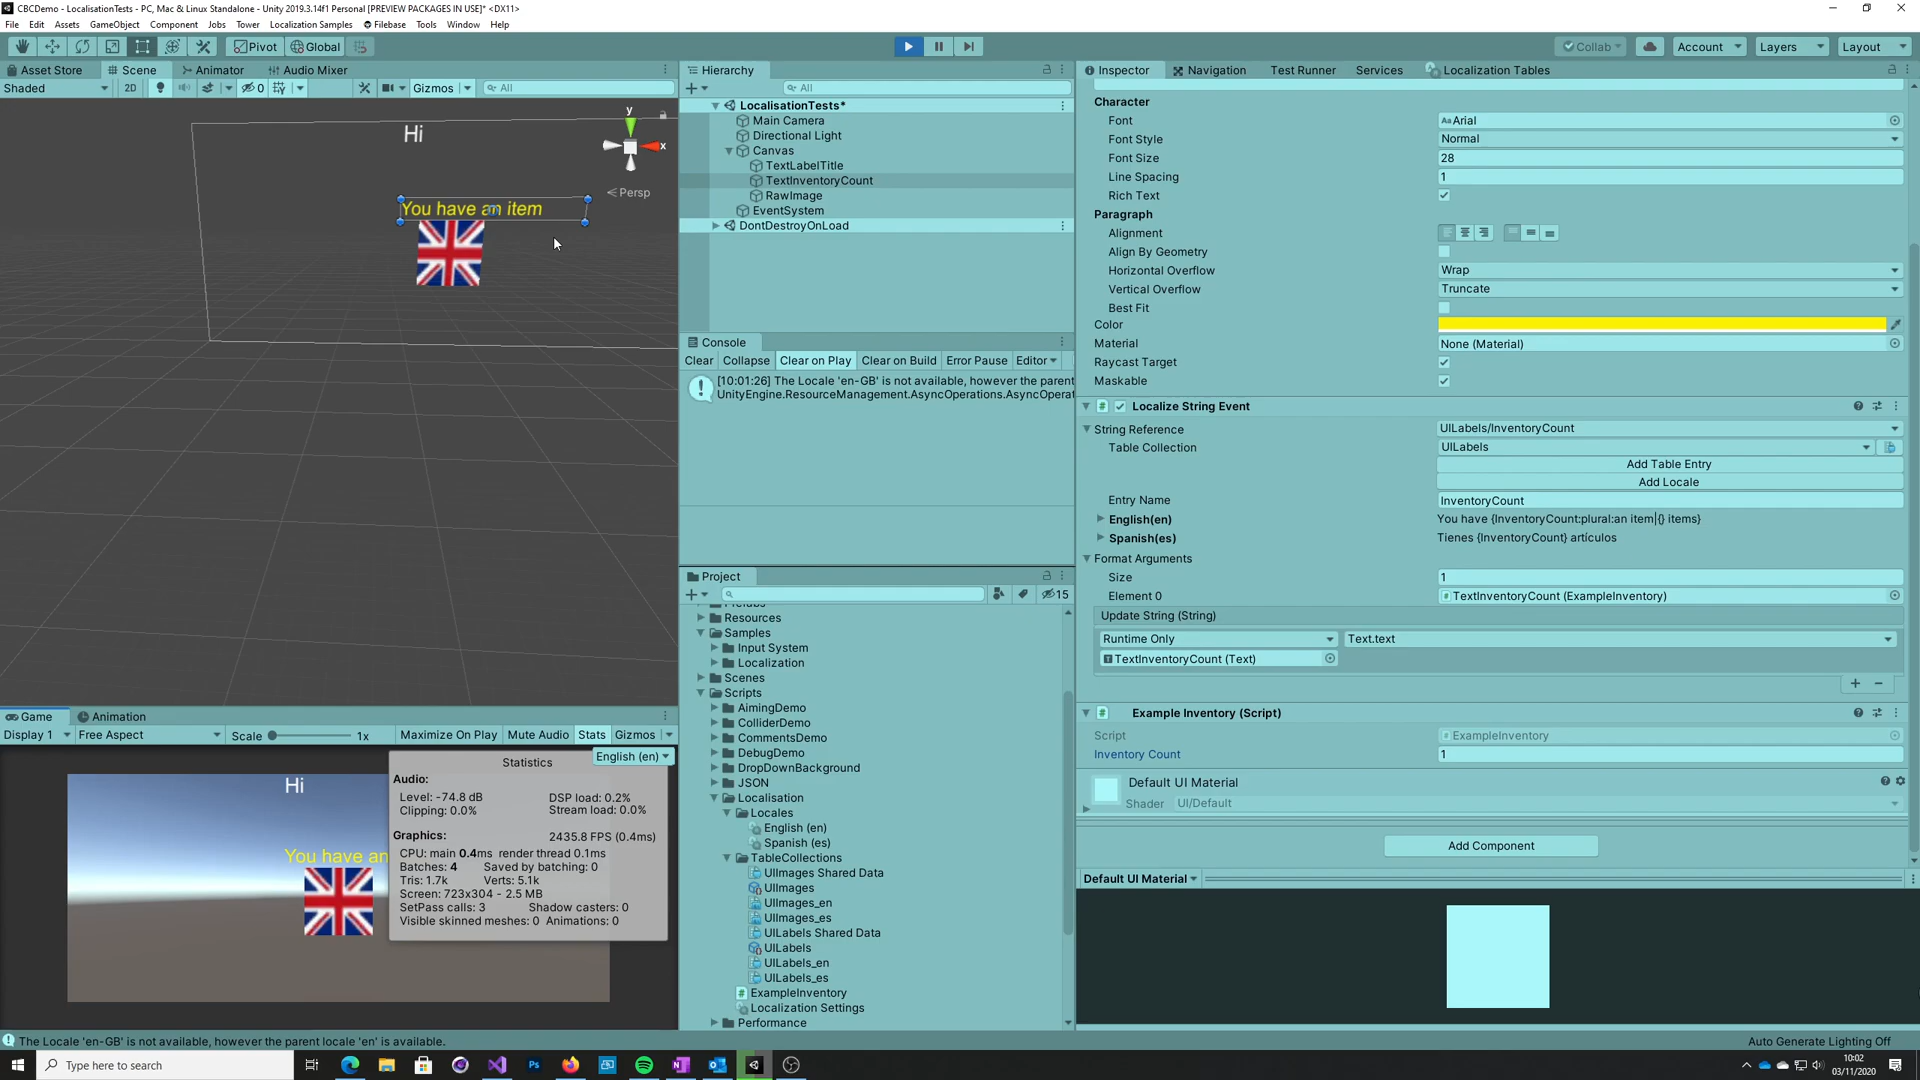 CBCDemo - LocalisationTests - PC, Mac & Linux Standalone - Unity 2019.3.14f1 Personal [PREVIEW PACKAGES IN USE]* <DX11>
File Edit Assets GameObject Component Jobs Tower Localization Samples Filebase Tools Window Help
Pivot Global Collab Account Layers Layout
Asset Store Scene Animator Audio Mixer
Shaded 2D 0 Gizmos All
Hi
y
x
Persp
You have an item
Hierarchy
All
LocalisationTests*
Main Camera
Directional Light
Canvas
TextLabelTitle
TextInventoryCount
RawImage
EventSystem
DontDestroyOnLoad
Console
Clear Collapse Clear on Play Clear on Build Error Pause Editor
[10:01:26] The Locale 'en-GB' is not available, however the parent
UnityEngine.ResourceManagement.AsyncOperations.AsyncOperat
Project
15
Prefabs
Resources
Samples
Input System
Localization
Scenes
Scripts
AimingDemo
ColliderDemo
CommentsDemo
DebugDemo
DropDownBackground
JSON
Localisation
Locales
English (en)
Spanish (es)
TableCollections
UIImages Shared Data
UIImages
UIImages_en
UIImages_es
UILabels Shared Data
UILabels
UILabels_en
UILabels_es
ExampleInventory
Localization Settings
Performance
Game Animation
Display 1 Free Aspect Scale 1x Maximize On Play Mute Audio Stats Gizmos
Hi
You have an
English (en)
Statistics
Audio:
Level: -74.8 dB DSP load: 0.2%
Clipping: 0.0% Stream load: 0.0%
Graphics: 2435.8 FPS (0.4ms)
CPU: main 0.4ms render thread 0.1ms
Batches: 4 Saved by batching: 0
Tris: 1.7k Verts: 5.1k
Screen: 723x304 - 2.5 MB
SetPass calls: 3 Shadow casters: 0
Visible skinned meshes: 0 Animations: 0
Inspector Navigation Test Runner Services Localization Tables
Character
Font Arial
Font Style Normal
Font Size 28
Line Spacing 1
Rich Text
Paragraph
Alignment
Align By Geometry
Horizontal Overflow Wrap
Vertical Overflow Truncate
Best Fit
Color
Material None (Material)
Raycast Target
Maskable
Localize String Event
String Reference UILabels/InventoryCount
Table Collection UILabels
Add Table Entry
Add Locale
Entry Name InventoryCount
English(en) You have {InventoryCount:plural:an item|{} items}
Spanish(es) Tienes {InventoryCount} artículos
Format Arguments
Size 1
Element 0 TextInventoryCount (ExampleInventory)
Update String (String)
Runtime Only Text.text
TextInventoryCount (Text)
Example Inventory (Script)
Script ExampleInventory
Inventory Count 1
Default UI Material
Shader UI/Default
Add Component
Default UI Material
The Locale 'en-GB' is not available, however the parent locale 'en' is available.
Auto Generate Lighting Off
Type here to search
10:02
03/11/2020